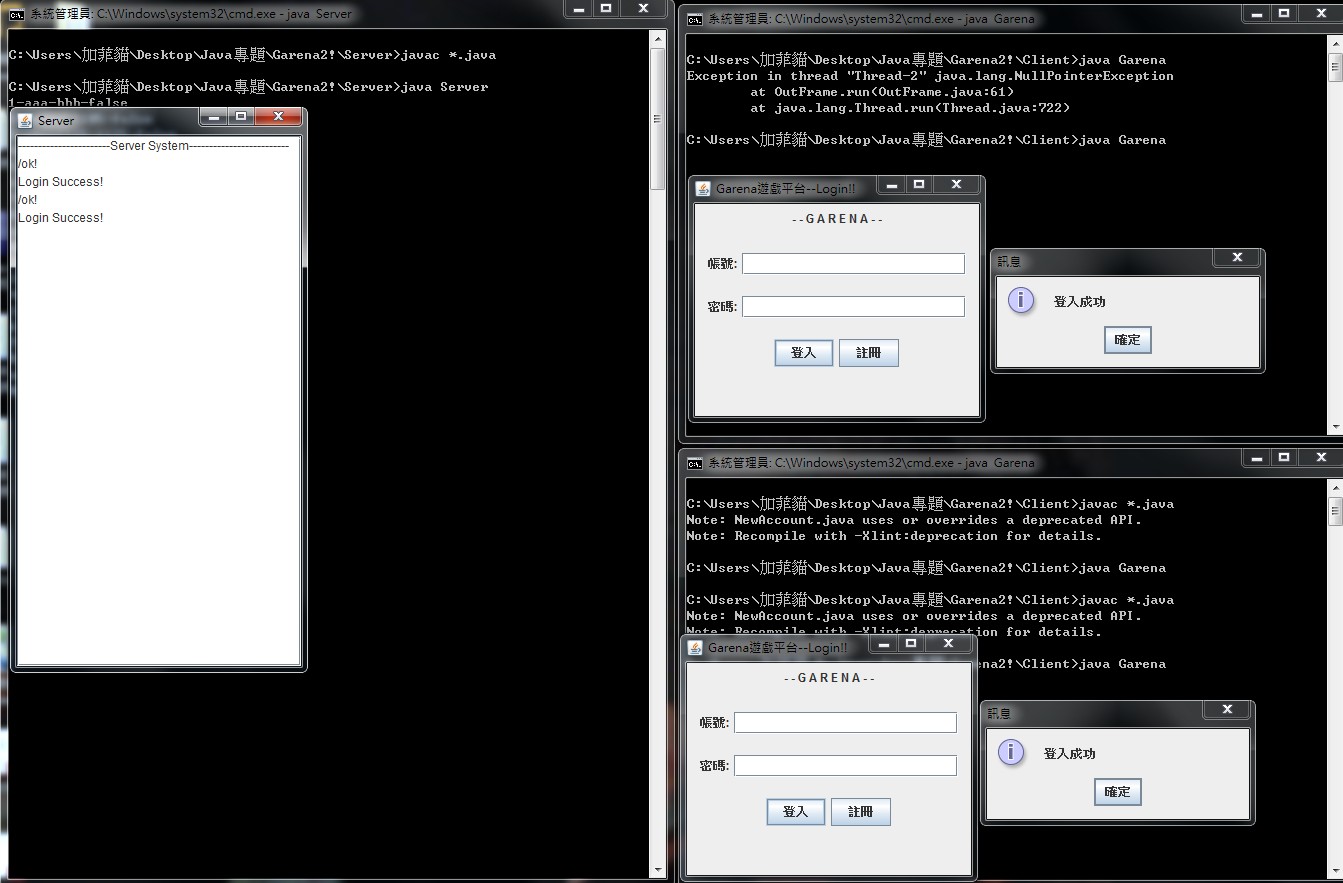 系統管理員: C:\Windows\system32\cmd.exe - java Server
C:\Users\加菲貓\Desktop\Java專題\Garena2!\Server>javac *.java
C:\Users\加菲貓\Desktop\Java專題\Garena2!\Server>java Server
1-aaa-bbb-false
Server
-----------------------Server System-------------------------
/ok!
Login Success!
/ok!
Login Success!
系統管理員: C:\Windows\system32\cmd.exe - java Garena
C:\Users\加菲貓\Desktop\Java專題\Garena2!\Client>java Garena
Exception in thread "Thread-2" java.lang.NullPointerException
at OutFrame.run(OutFrame.java:61)
at java.lang.Thread.run(Thread.java:722)
C:\Users\加菲貓\Desktop\Java專題\Garena2!\Client>java Garena
Garena遊戲平台--Login!!
--GARENA--
帳號:
密碼:
登入 註冊
訊息
登入成功
確定
系統管理員: C:\Windows\system32\cmd.exe - java Garena
C:\Users\加菲貓\Desktop\Java專題\Garena2!\Client>javac *.java
Note: NewAccount.java uses or overrides a deprecated API.
Note: Recompile with -Xlint:deprecation for details.
C:\Users\加菲貓\Desktop\Java專題\Garena2!\Client>java Garena
C:\Users\加菲貓\Desktop\Java專題\Garena2!\Client>javac *.java
Note: NewAccount.java uses or overrides a deprecated API.
Note: Recompile with -Xlint:deprecation for details.
ena2!\Client>java Garena
Garena遊戲平台--Login!!
--GARENA--
帳號:
密碼:
登入 註冊
訊息
登入成功
確定